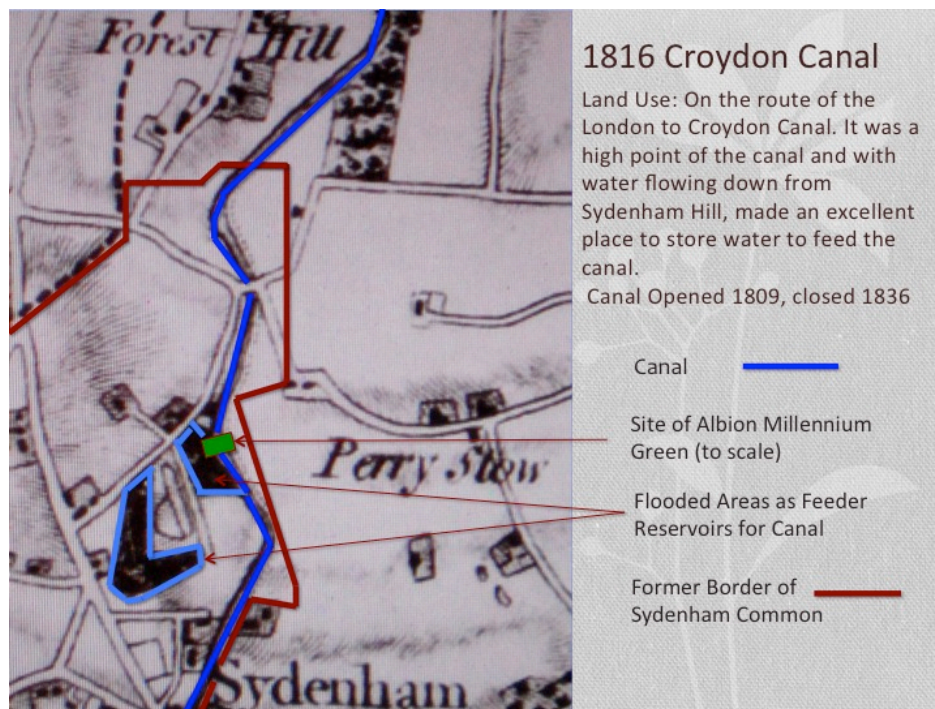 Forest Hill
Perry Slow
Sydenham
1816 Croydon Canal
Land Use: On the route of the
London to Croydon Canal. It was a
high point of the canal and with
water flowing down from
Sydenham Hill, made an excellent
place to store water to feed the
canal.
Canal Opened 1809, closed 1836
Canal
Site of Albion Millennium
Green (to scale)
Flooded Areas as Feeder
Reservoirs for Canal
Former Border of
Sydenham Common